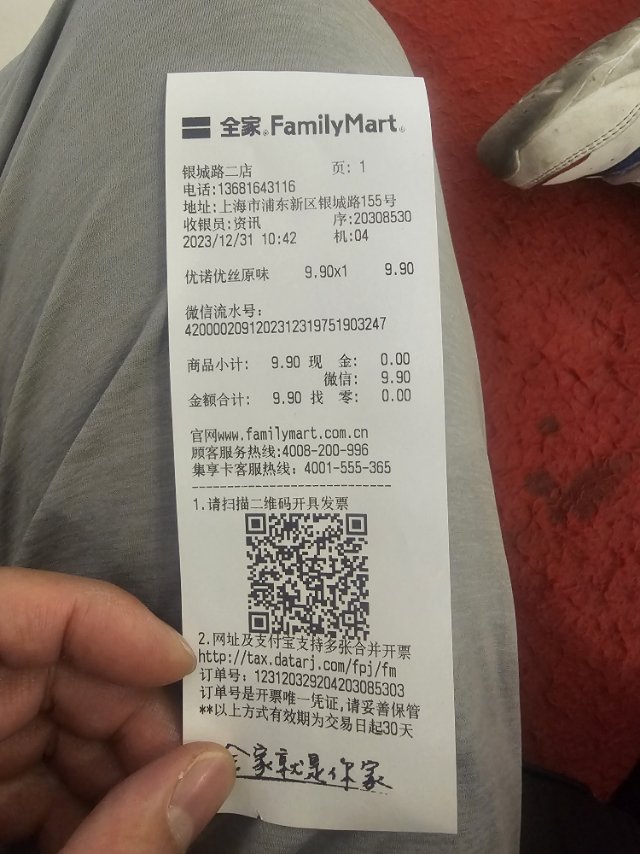 全家 FamilyMart
银城路二店 页: 1
电话:13681643116
地址:上海市浦东新区银城路155号
收银员:资讯 序:20308530
2023/12/31 10:42 机:04
优诺优丝原味 9.90x1 9.90
微信流水号:
4200002091202312319751903247
商品小计: 9.90 现 金: 0.00
微信: 9.90
金额合计: 9.90 找 零: 0.00
官网www.familymart.com.cn
顾客服务热线:4008-200-996
集享卡客服热线: 4001-555-365
--------------------------------
1.请扫描二维码开具发票
2.网址及支付宝支持多张合并开票
http://tax.datarj.com/fpj/fm
订单号: 123120329204203085303
订单号是开票唯一凭证,请妥善保管
**以上方式有效期为交易日起30天
全家就是你家